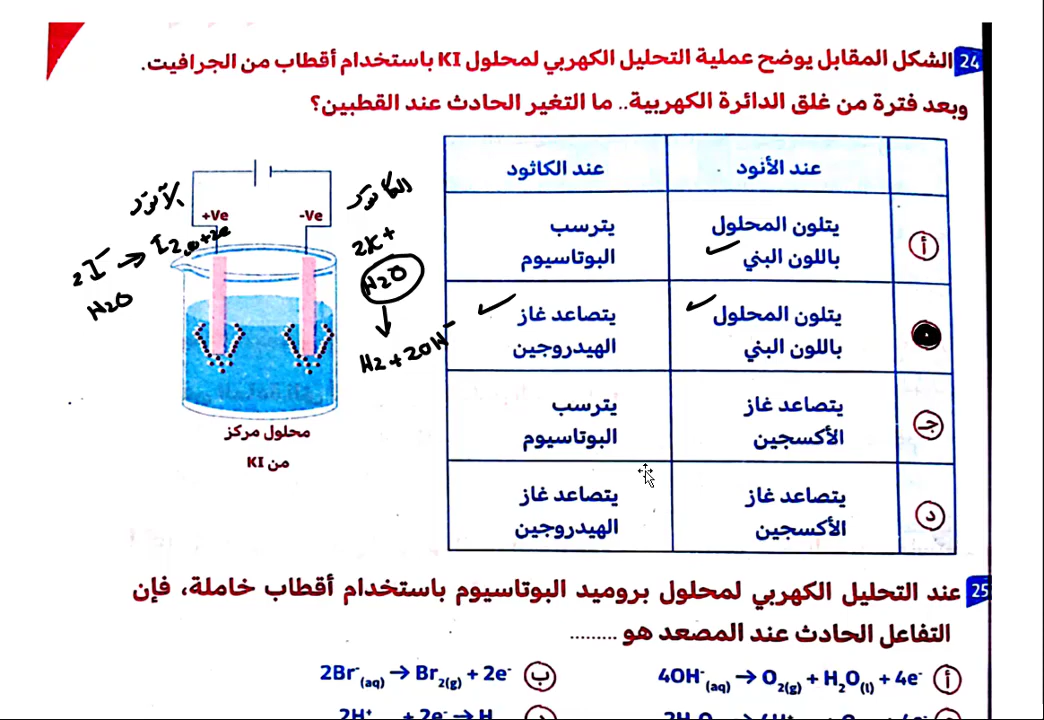 24 الشكل المقابل يوضح عملية التحليل الكهربي لمحلول KI باستخدام أقطاب من الجرافيت.
وبعد فترة من غلق الدائرة الكهربية.. ما التغير الحادث عند القطبين؟
عند الأنود
عند الكاثود
أ
يتلون المحلول
باللون البني
يترسب
البوتاسيوم
يتلون المحلول
باللون البني
يتصاعد غاز
الهيدروجين
جـ
يتصاعد غاز
الأكسجين
يترسب
البوتاسيوم
د
يتصاعد غاز
الأكسجين
يتصاعد غاز
الهيدروجين
+Ve
-Ve
2I⁻ → I2
H2O
2K+
H2O
↓
H2 + 2OH⁻
محلول مركز
من KI
25 عند التحليل الكهربي لمحلول بروميد البوتاسيوم باستخدام أقطاب خاملة، فإن
التفاعل الحادث عند المصعد هو .........
أ 4OH⁻(aq) → O2(g) + H2O(l) + 4e⁻
ب 2Br⁻(aq) → Br2(g) + 2e⁻